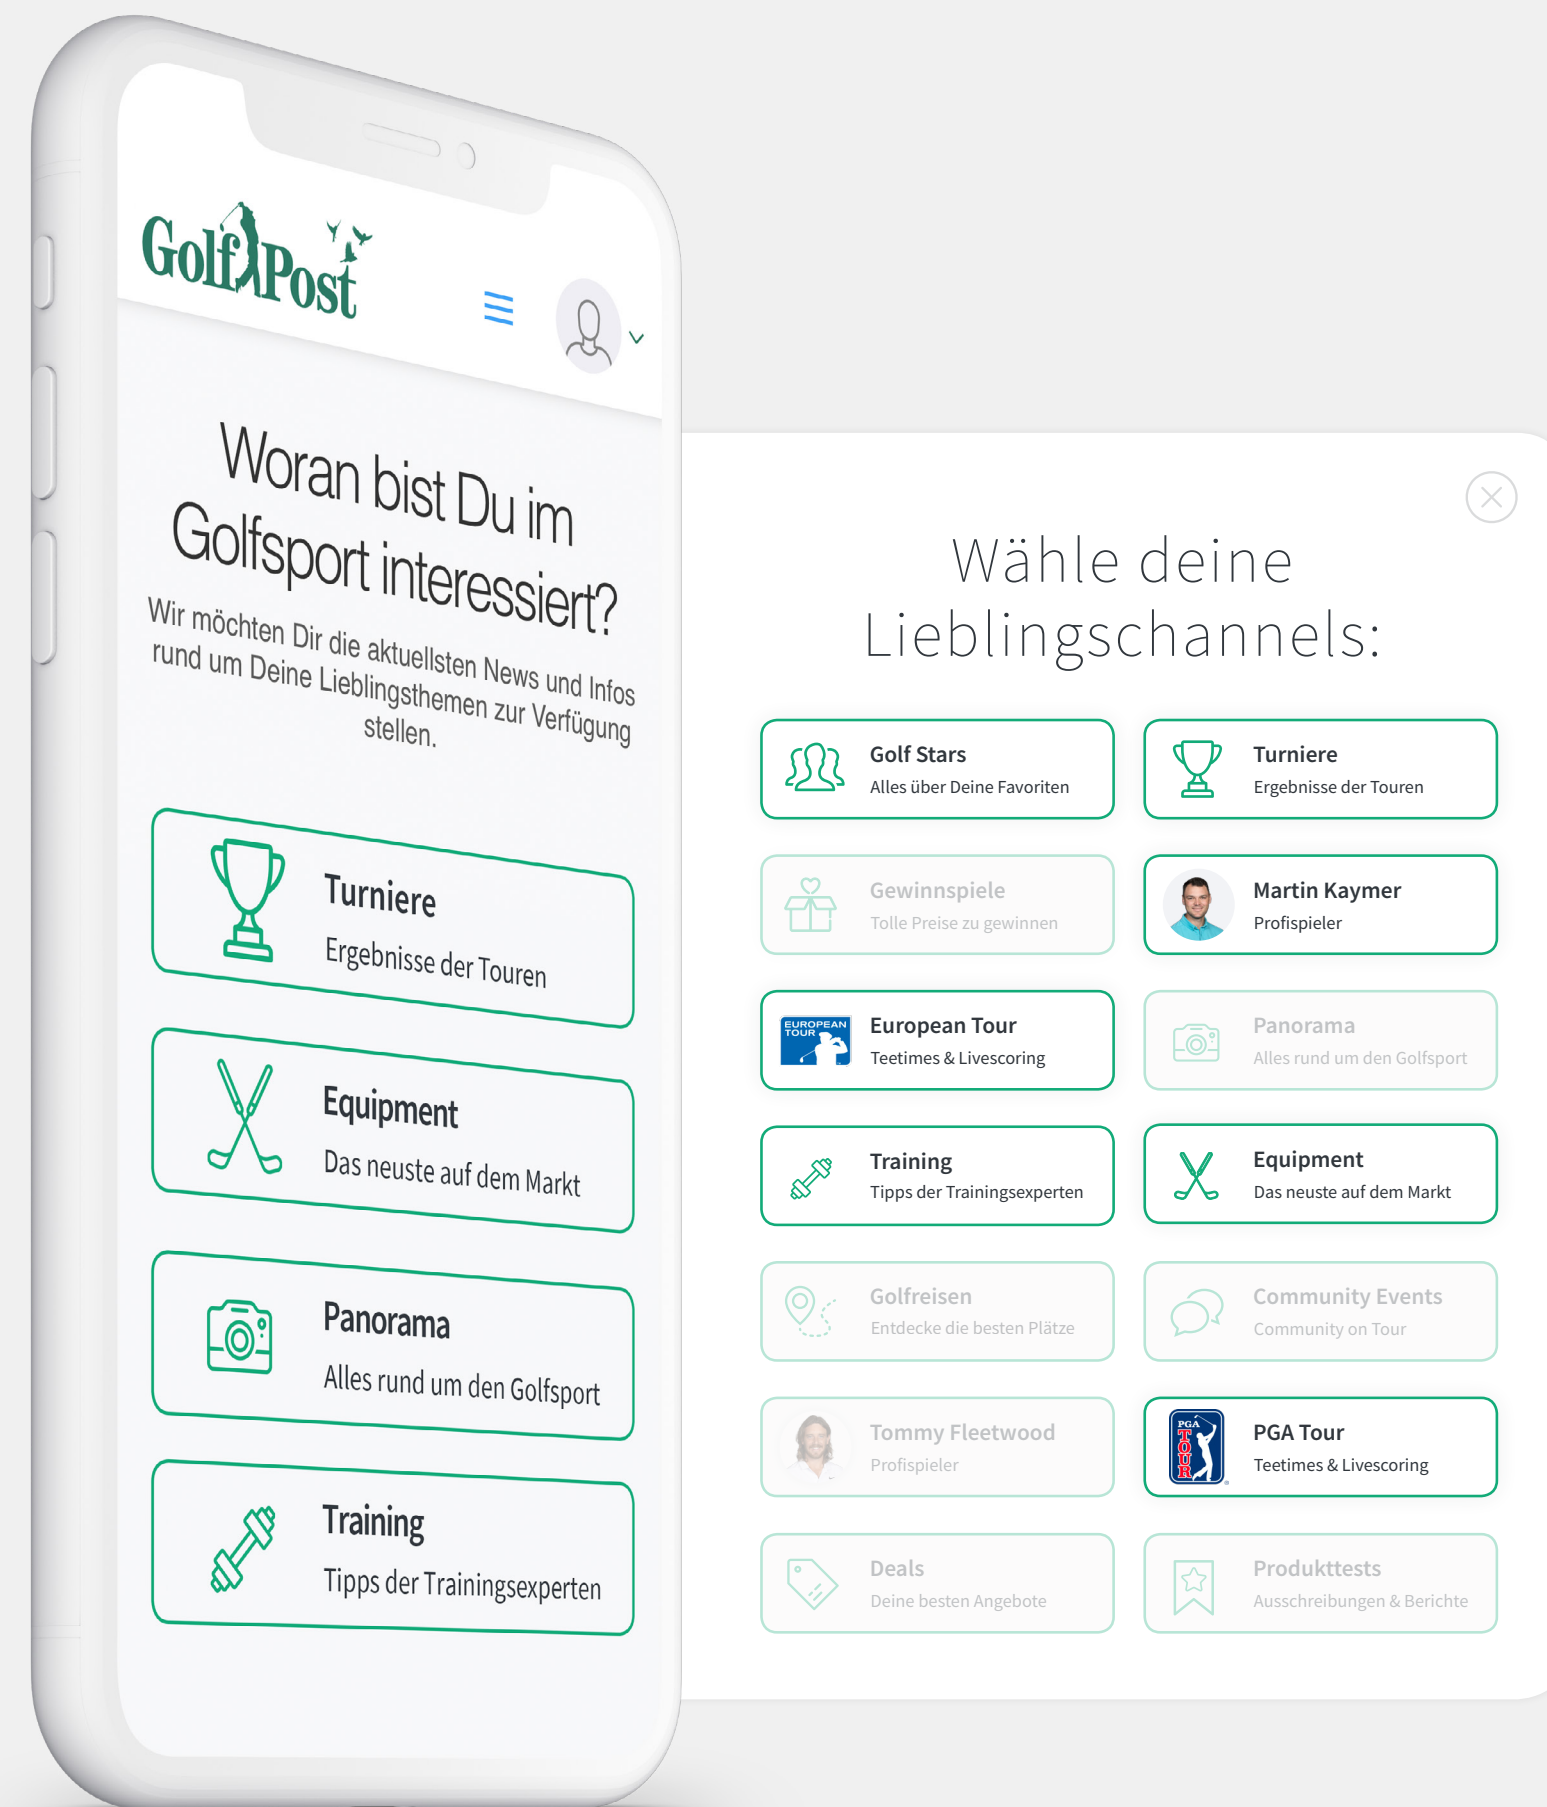 Golf Post
Woran bist Du im
Golfsport interessiert?
Wir möchten Dir die aktuellsten News und Infos
rund um Deine Lieblingsthemen zur Verfügung
stellen.
Turniere
Ergebnisse der Touren
Equipment
Das neuste auf dem Markt
Panorama
Alles rund um den Golfsport
Training
Tipps der Trainingsexperten
Wähle deine
Lieblingschannels:
Golf Stars
Alles über Deine Favoriten
Turniere
Ergebnisse der Touren
Gewinnspiele
Tolle Preise zu gewinnen
Martin Kaymer
Profispieler
EUROPEAN
TOUR
European Tour
Teetimes & Livescoring
Panorama
Alles rund um den Golfsport
Training
Tipps der Trainingsexperten
Equipment
Das neuste auf dem Markt
Golfreisen
Entdecke die besten Plätze
Community Events
Community on Tour
Tommy Fleetwood
Profispieler
PGA
TOUR
PGA Tour
Teetimes & Livescoring
Deals
Deine besten Angebote
Produkttests
Ausschreibungen & Berichte